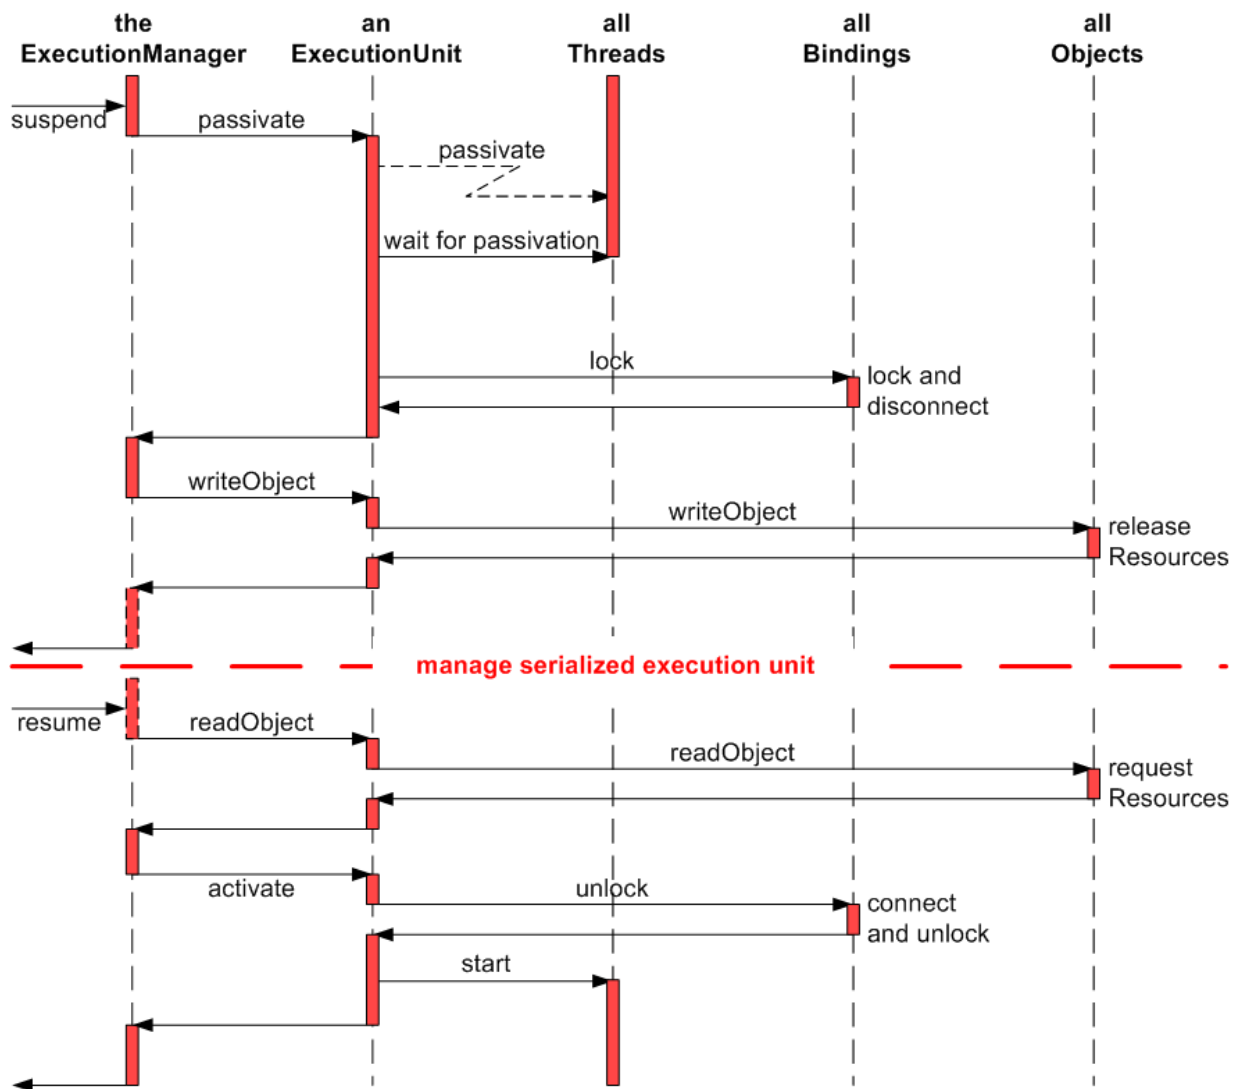 the
ExecutionManager
an
ExecutionUnit
all
Threads
all
Bindings
all
Objects
suspend
passivate
passivate
wait for passivation
lock
lock and
disconnect
writeObject
writeObject
release
Resources
manage serialized execution unit
resume
readObject
readObject
request
Resources
activate
unlock
connect
and unlock
start